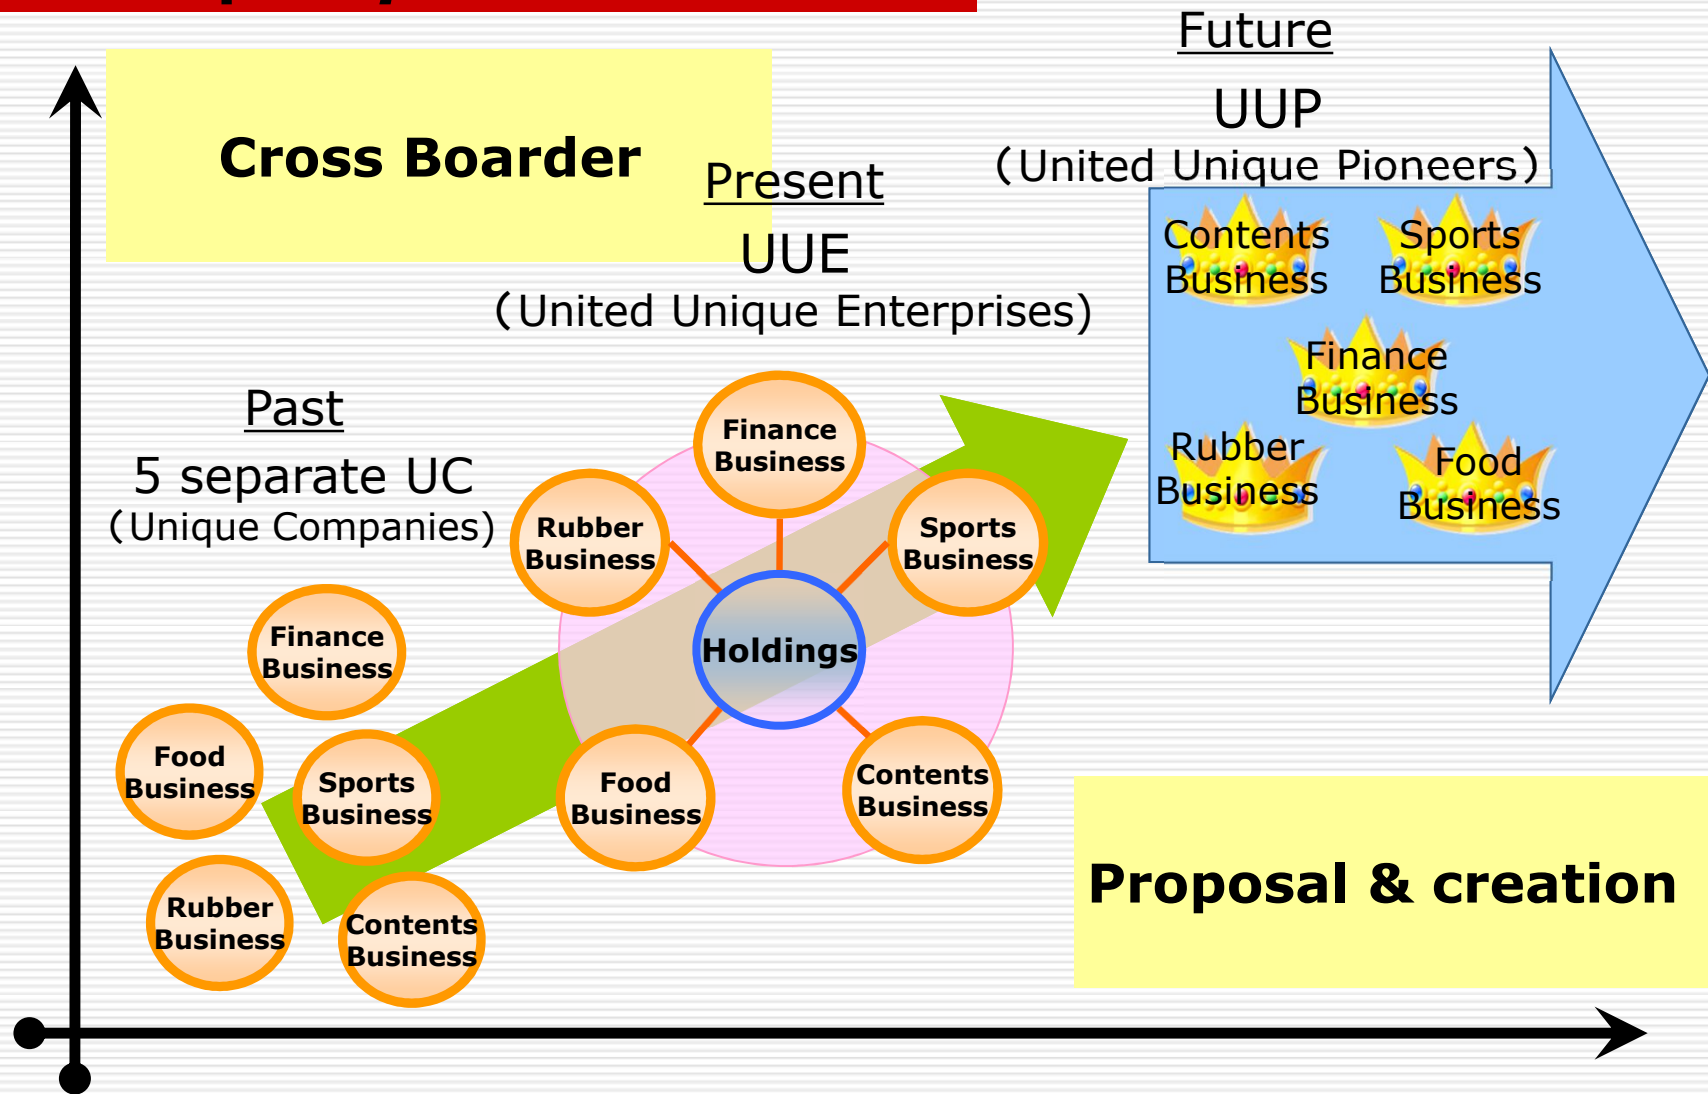 Cross Boarder
Future
UUP
(United Unique Pioneers)
Contents
Business
Sports
Business
Finance
Business
Rubber
Business
Food
Business
Present
UUE
(United Unique Enterprises)
Finance
Business
Rubber
Business
Sports
Business
Holdings
Food
Business
Contents
Business
Past
5 separate UC
(Unique Companies)
Finance
Business
Food
Business
Sports
Business
Rubber
Business
Contents
Business
Proposal & creation